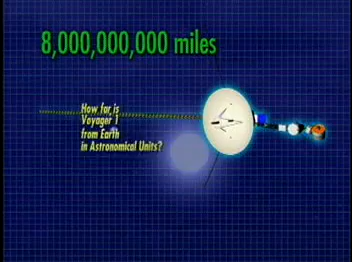 8,000,000,000 miles
How far is
Voyager 1
from Earth
in Astronomical Units?